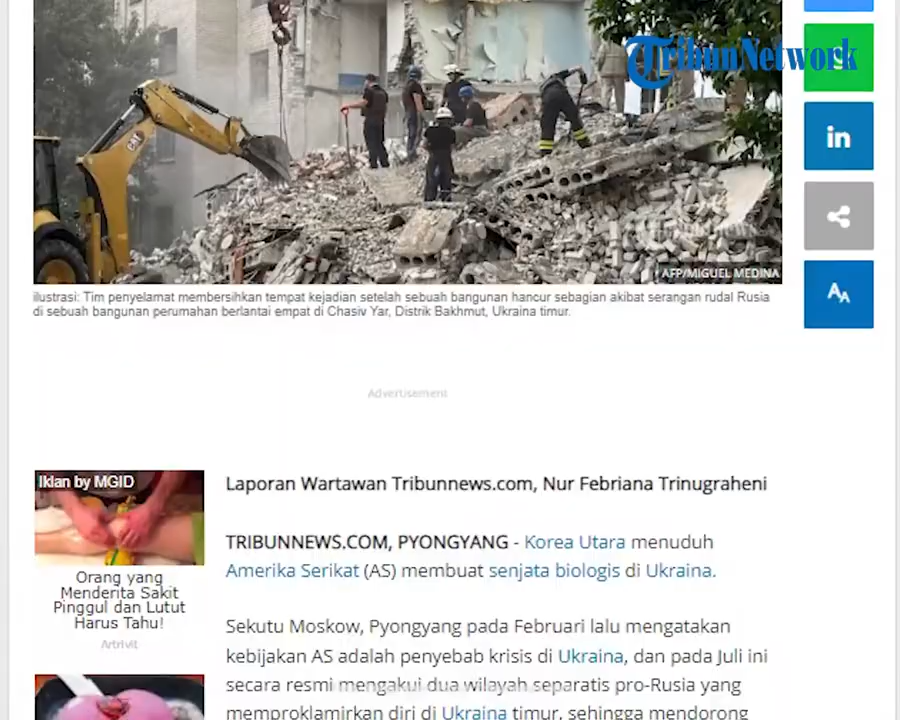 TribunNetwork
CAT
AFP/MIGUEL MEDINA
ilustrasi: Tim penyelamat membersihkan tempat kejadian setelah sebuah bangunan hancur sebagian akibat serangan rudal Rusia
di sebuah bangunan perumahan berlantai empat di Chasiv Yar, Distrik Bakhmut, Ukraina timur.
in
AA
Advertisement
Iklan by MGID
Orang yang
Menderita Sakit
Pinggul dan Lutut
Harus Tahu!
Artrivit
Laporan Wartawan Tribunnews.com, Nur Febriana Trinugraheni
TRIBUNNEWS.COM, PYONGYANG - Korea Utara menuduh
Amerika Serikat (AS) membuat senjata biologis di Ukraina.
Sekutu Moskow, Pyongyang pada Februari lalu mengatakan
kebijakan AS adalah penyebab krisis di Ukraina, dan pada Juli ini
secara resmi mengakui dua wilayah separatis pro-Rusia yang
memproklamirkan diri di Ukraina timur, sehingga mendorong